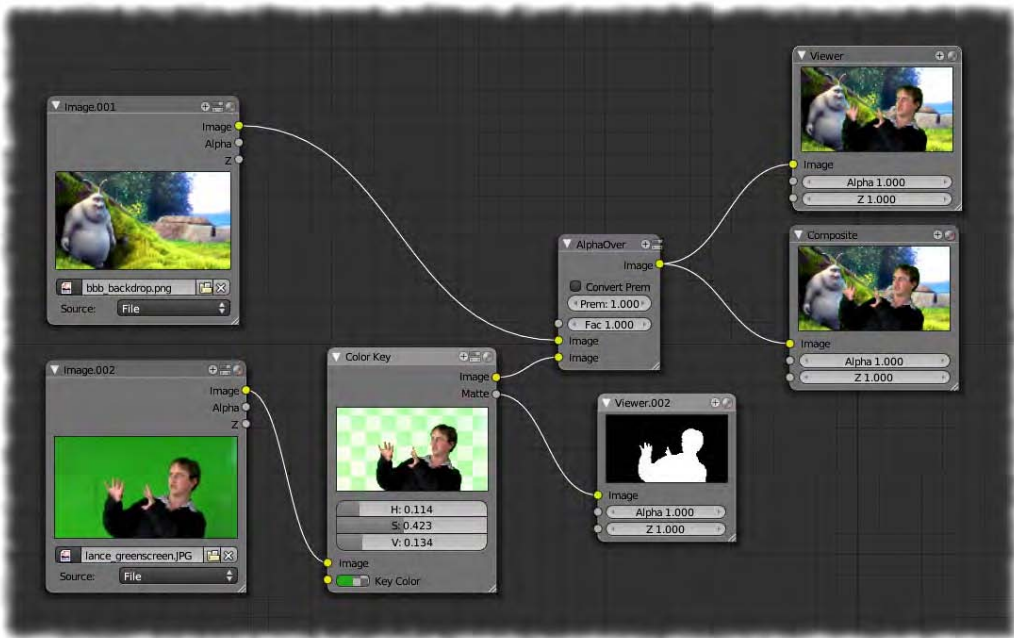 Image.001
Image
Alpha
Z
bbb_backdrop.png
Source: File
Image.002
Image
Alpha
Z
lance_greenscreen.JPG
Source: File
Color Key
Image
Matte
H: 0.114
S: 0.423
V: 0.134
Image
Key Color
AlphaOver
Image
Convert Prem
Prem: 1.000
Fac 1.000
Image
Image
Viewer.002
Image
Alpha 1.000
Z 1.000
Viewer
Image
Alpha 1.000
Z 1.000
Composite
Image
Alpha 1.000
Z 1.000